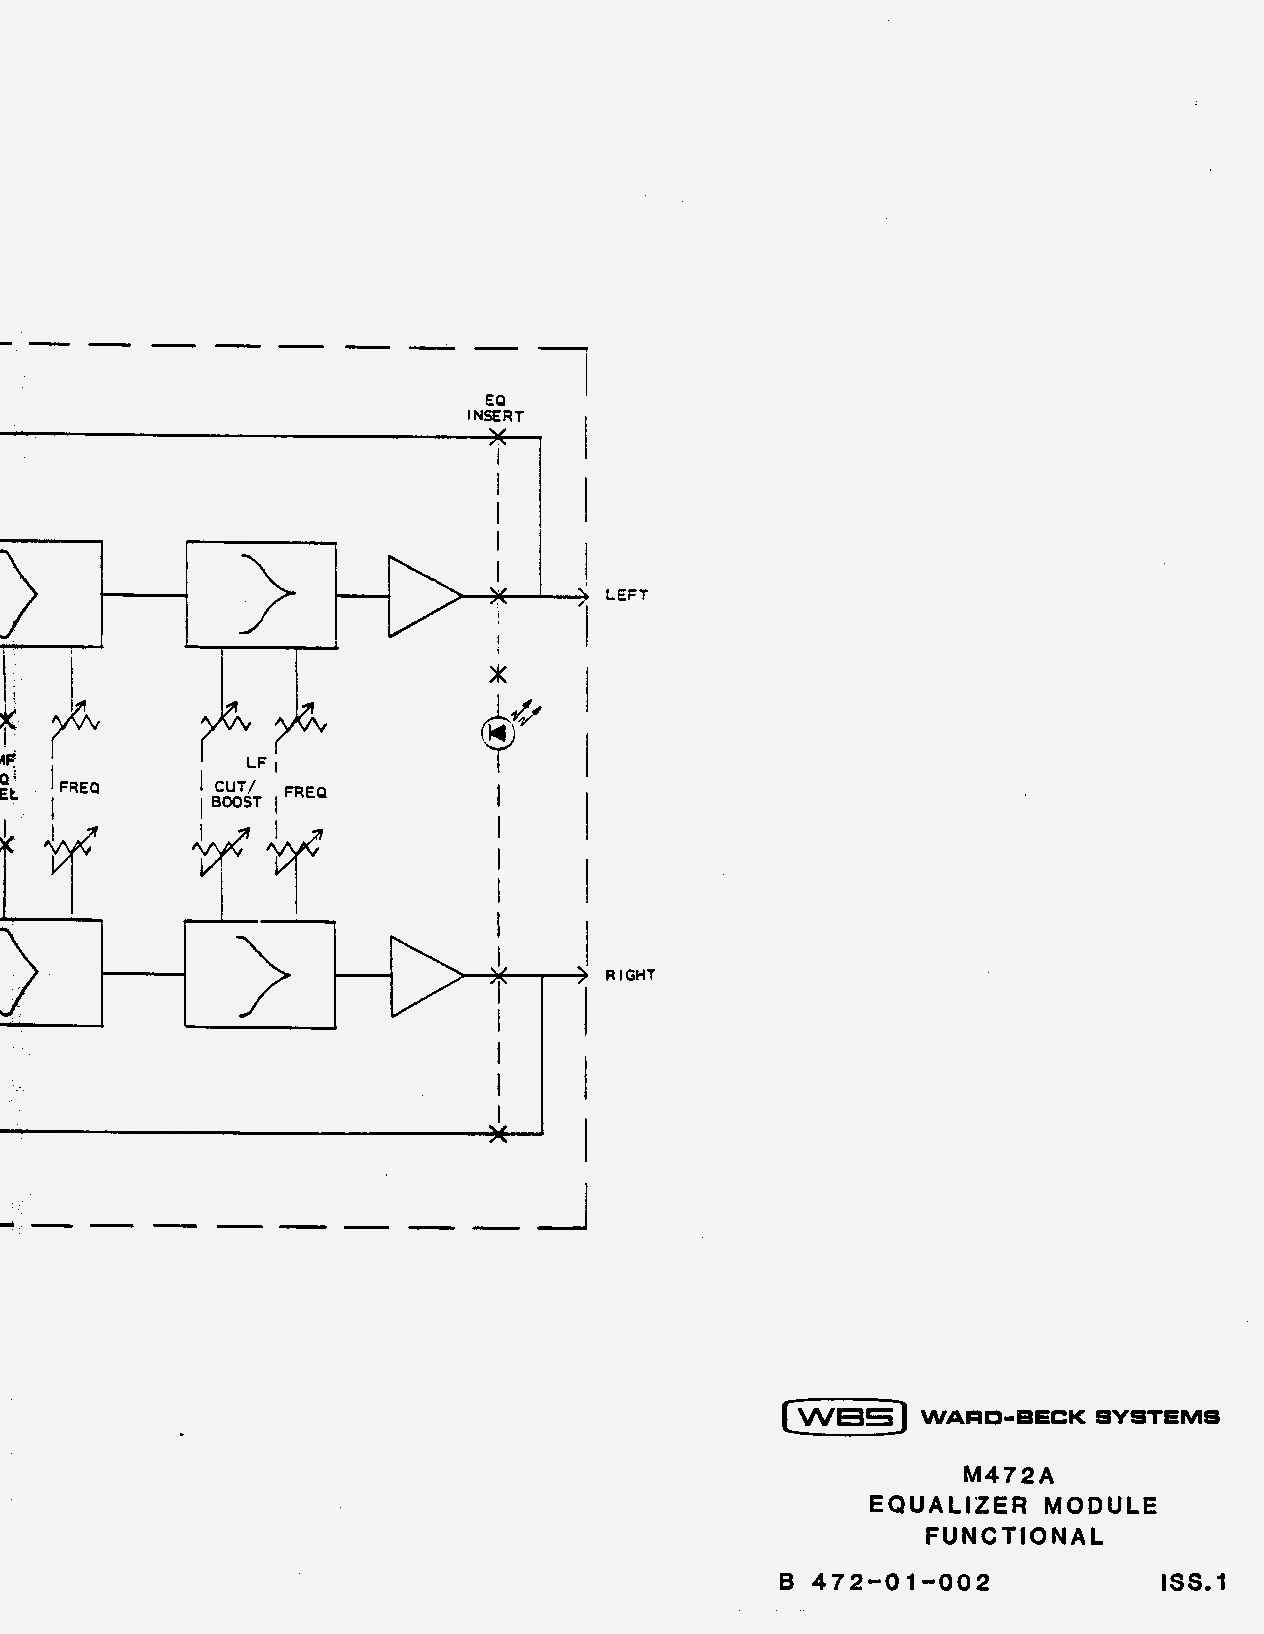 EQ
INSERT
LEFT
LF
FREQ
CUT/
BOOST
FREQ
RIGHT
WBS WARD-BECK SYSTEMS
M472A
EQUALIZER MODULE
FUNCTIONAL
B 472-01-002 ISS.1